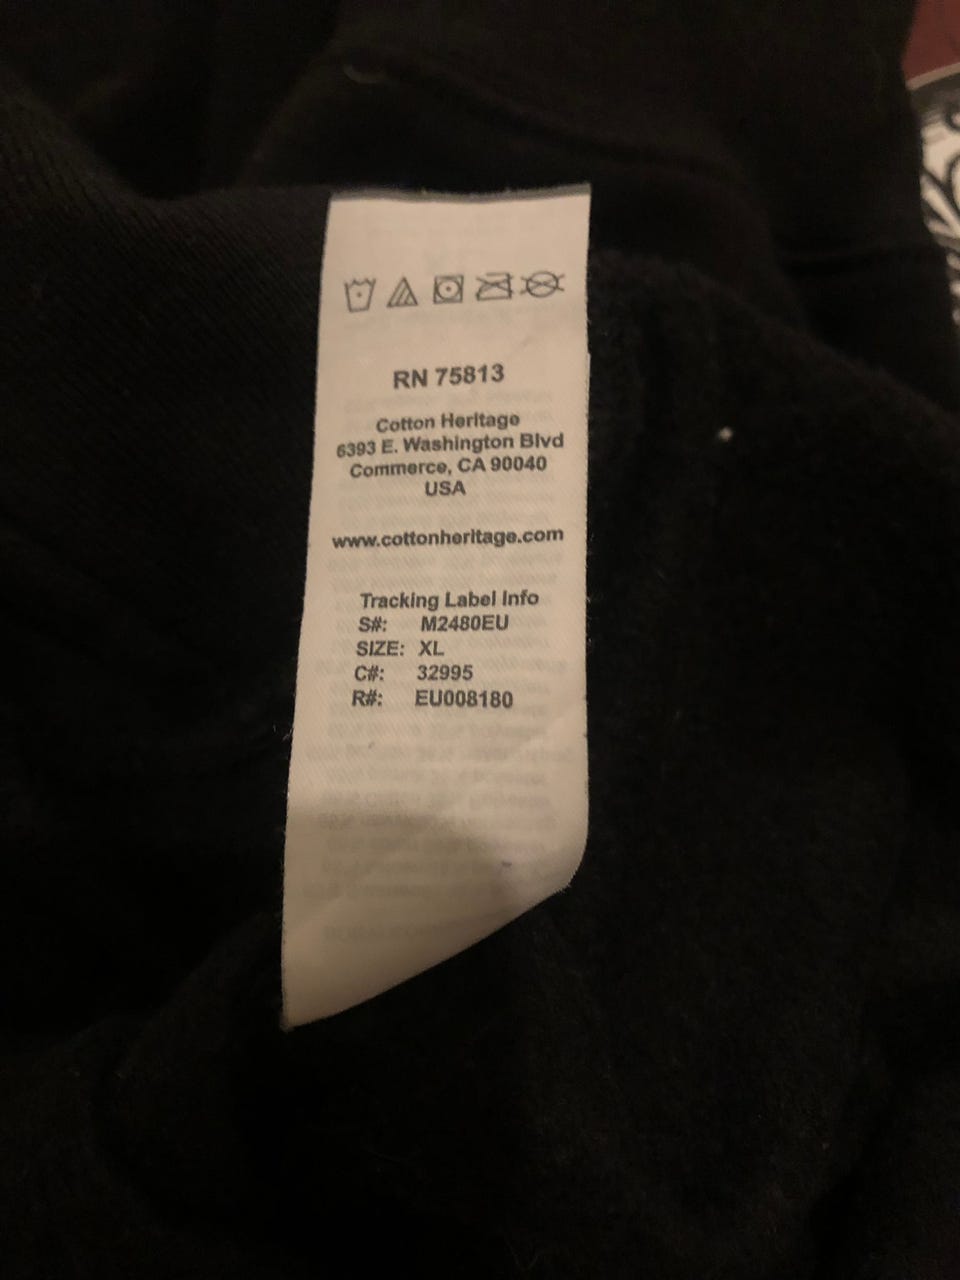 RN 75813
Cotton Heritage
6393 E. Washington Blvd
Commerce, CA 90040
USA
www.cottonheritage.com
Tracking Label Info
S#: M2480EU
SIZE: XL
C#: 32995
R#: EU008180